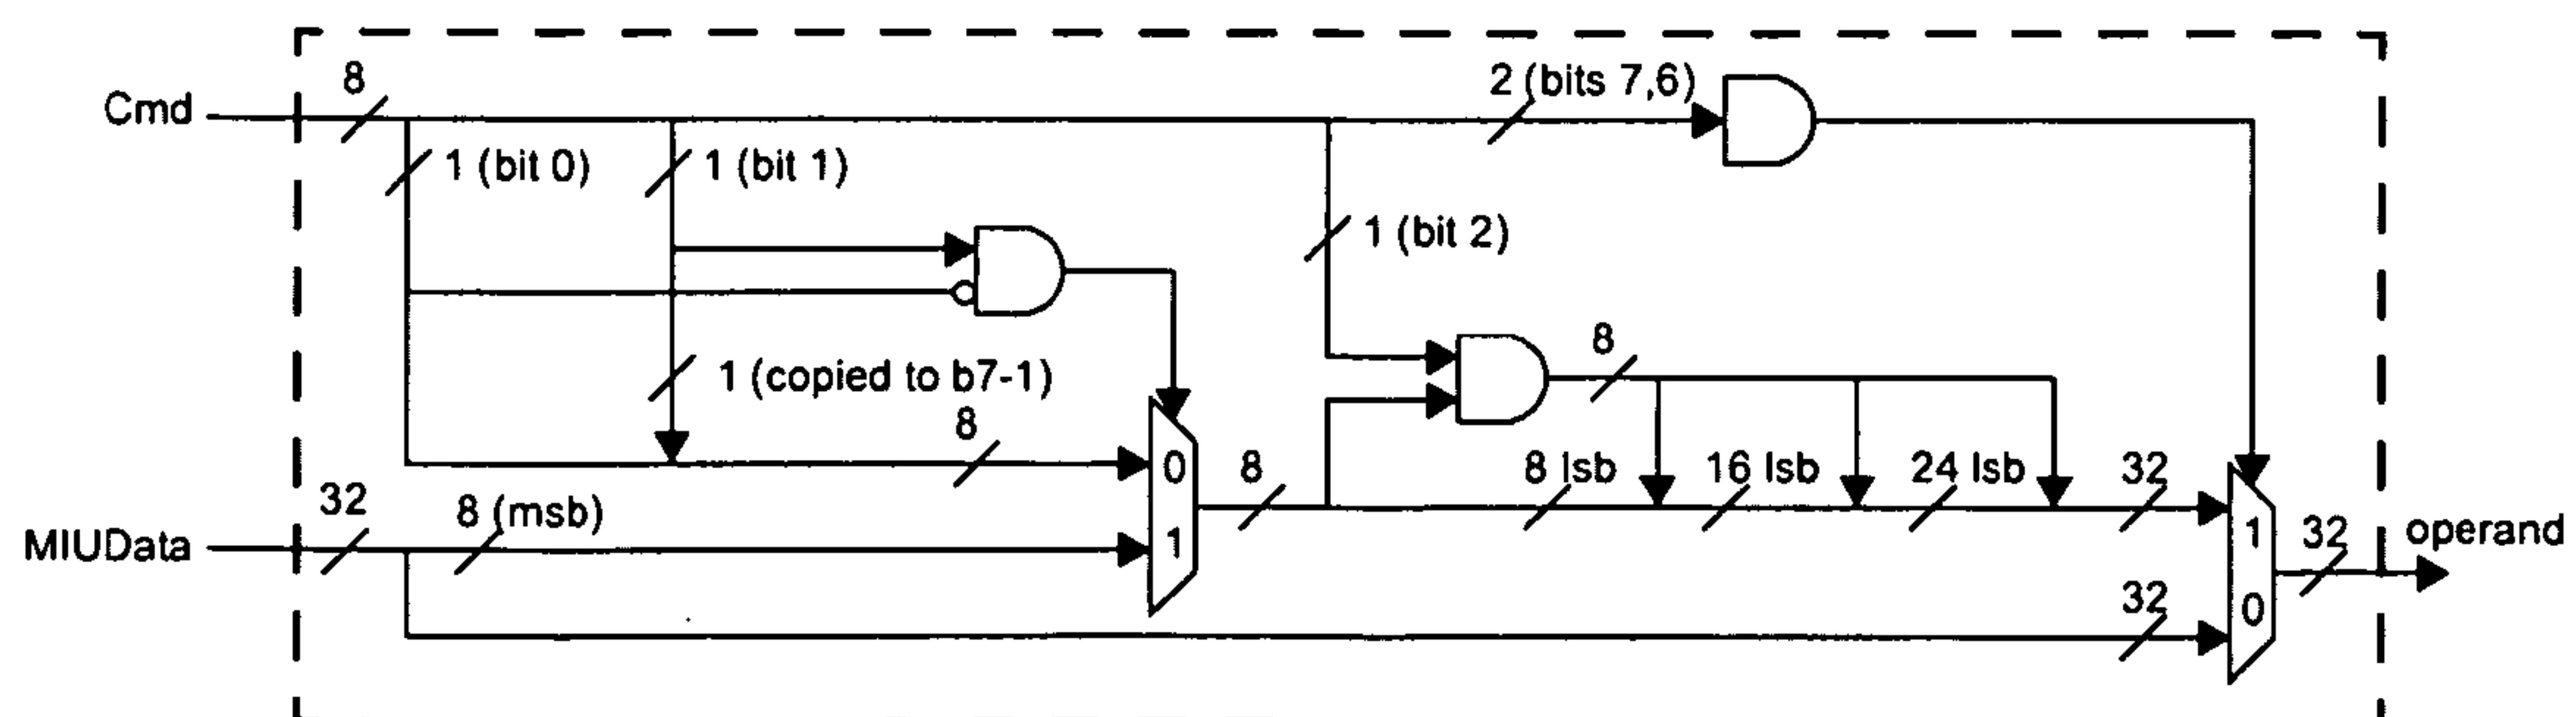 8
2 (bits 7,6)
Cmd
1 (bit 0)
1 (bit 1)
1 (bit 2)
8
1 (copied to b7-1)
8
0
8
8 lsb
16 lsb
24 lsb
32
32
8 (msb)
1
1
32
operand
MIUData
32
0